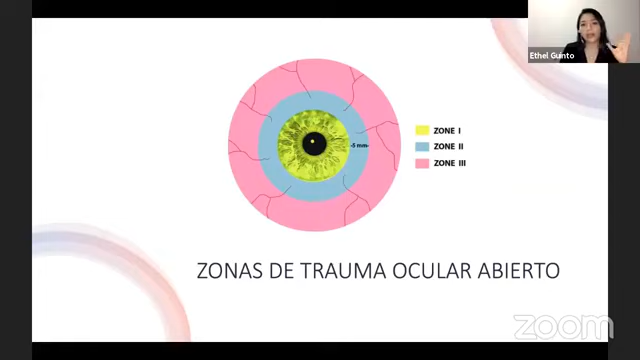 Ethel Guinto
ZONE I
-5 mm-
ZONE II
ZONE III
ZONAS DE TRAUMA OCULAR ABIERTO
zoom